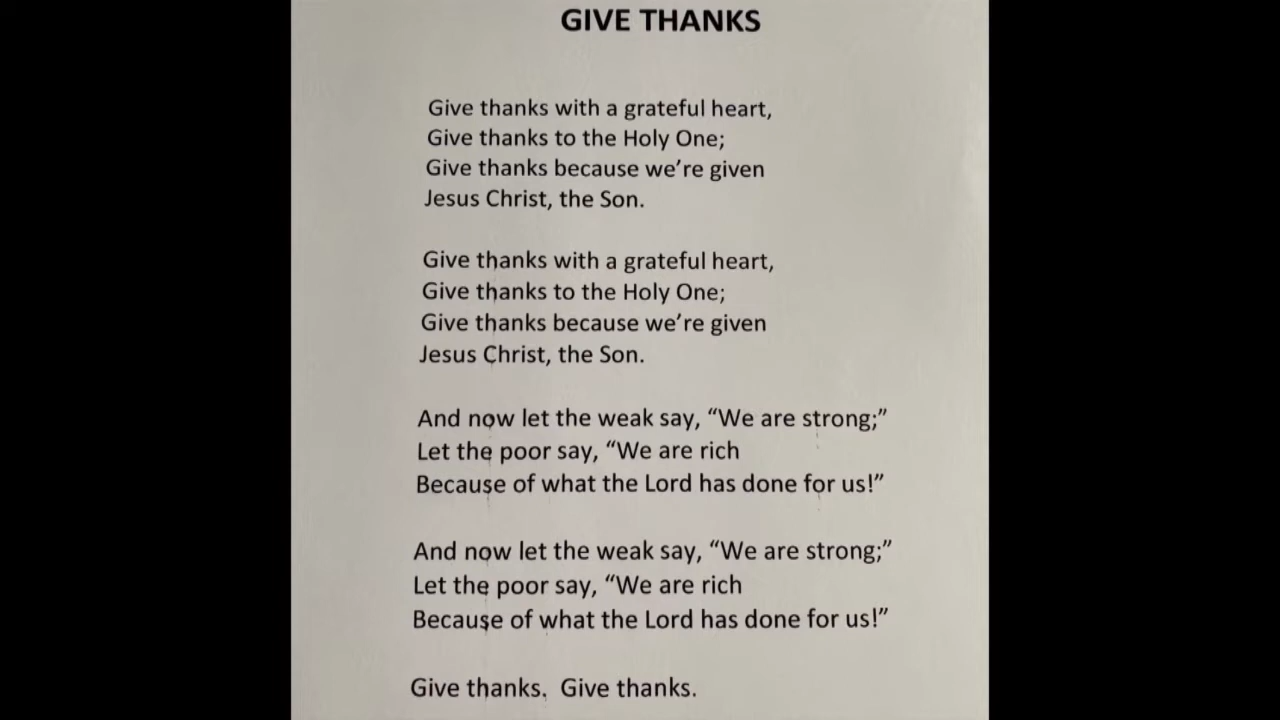 GIVE THANKS
Give thanks with a grateful heart,
Give thanks to the Holy One;
Give thanks because we’re given
Jesus Christ, the Son.
Give thanks with a grateful heart,
Give thanks to the Holy One;
Give thanks because we’re given
Jesus Christ, the Son.
And now let the weak say, “We are strong;”
Let the poor say, “We are rich
Because of what the Lord has done for us!”
And now let the weak say, “We are strong;”
Let the poor say, “We are rich
Because of what the Lord has done for us!”
Give thanks.  Give thanks.